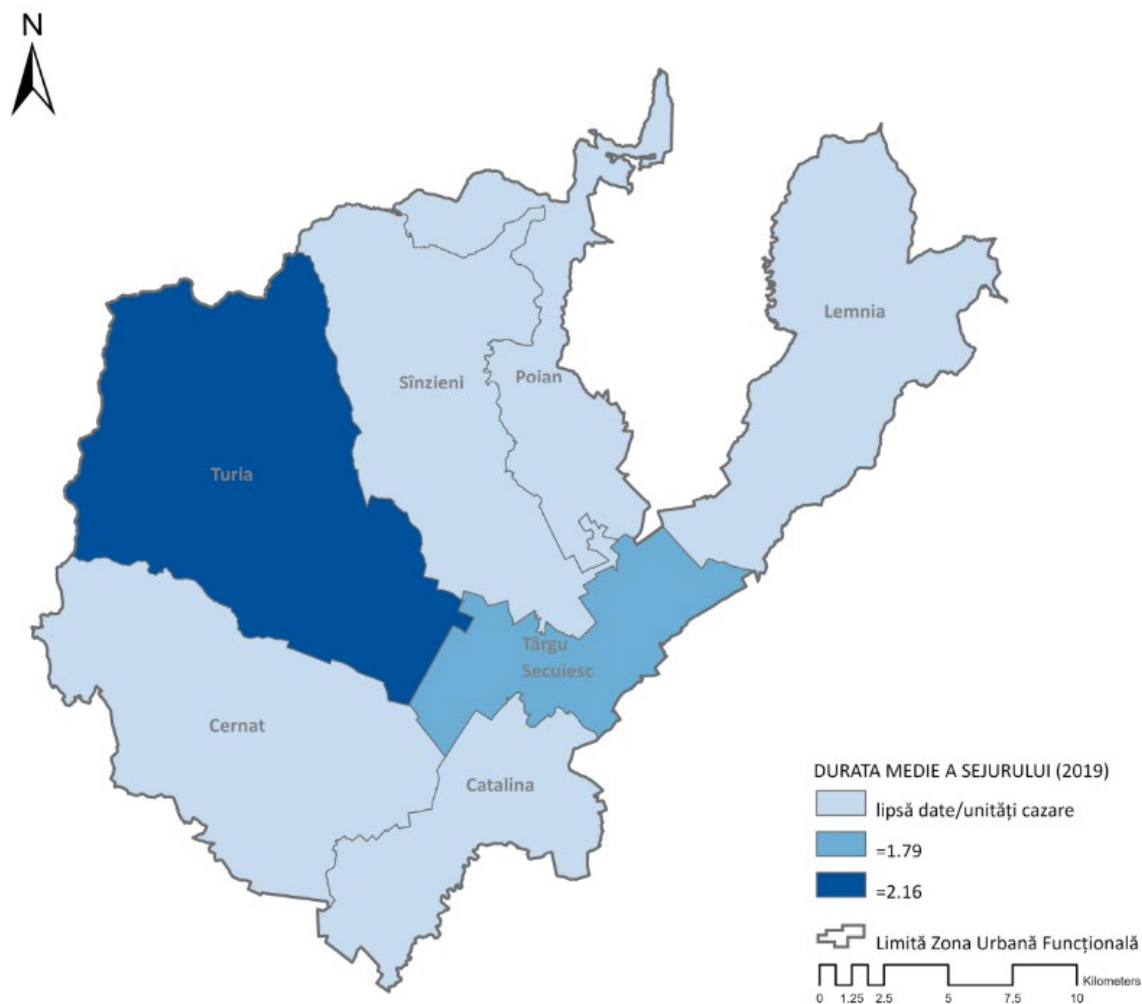 N
Lemnia
Sînzieni
Poian
Turia
Târgu
Secuiesc
Cernat
Catalina
DURATA MEDIE A SEJURULUI (2019)
lipsă date/unități cazare
=1.79
=2.16
Limită Zona Urbană Funcțională
Kilometers
0 1.25 2.5 5 7.5 10